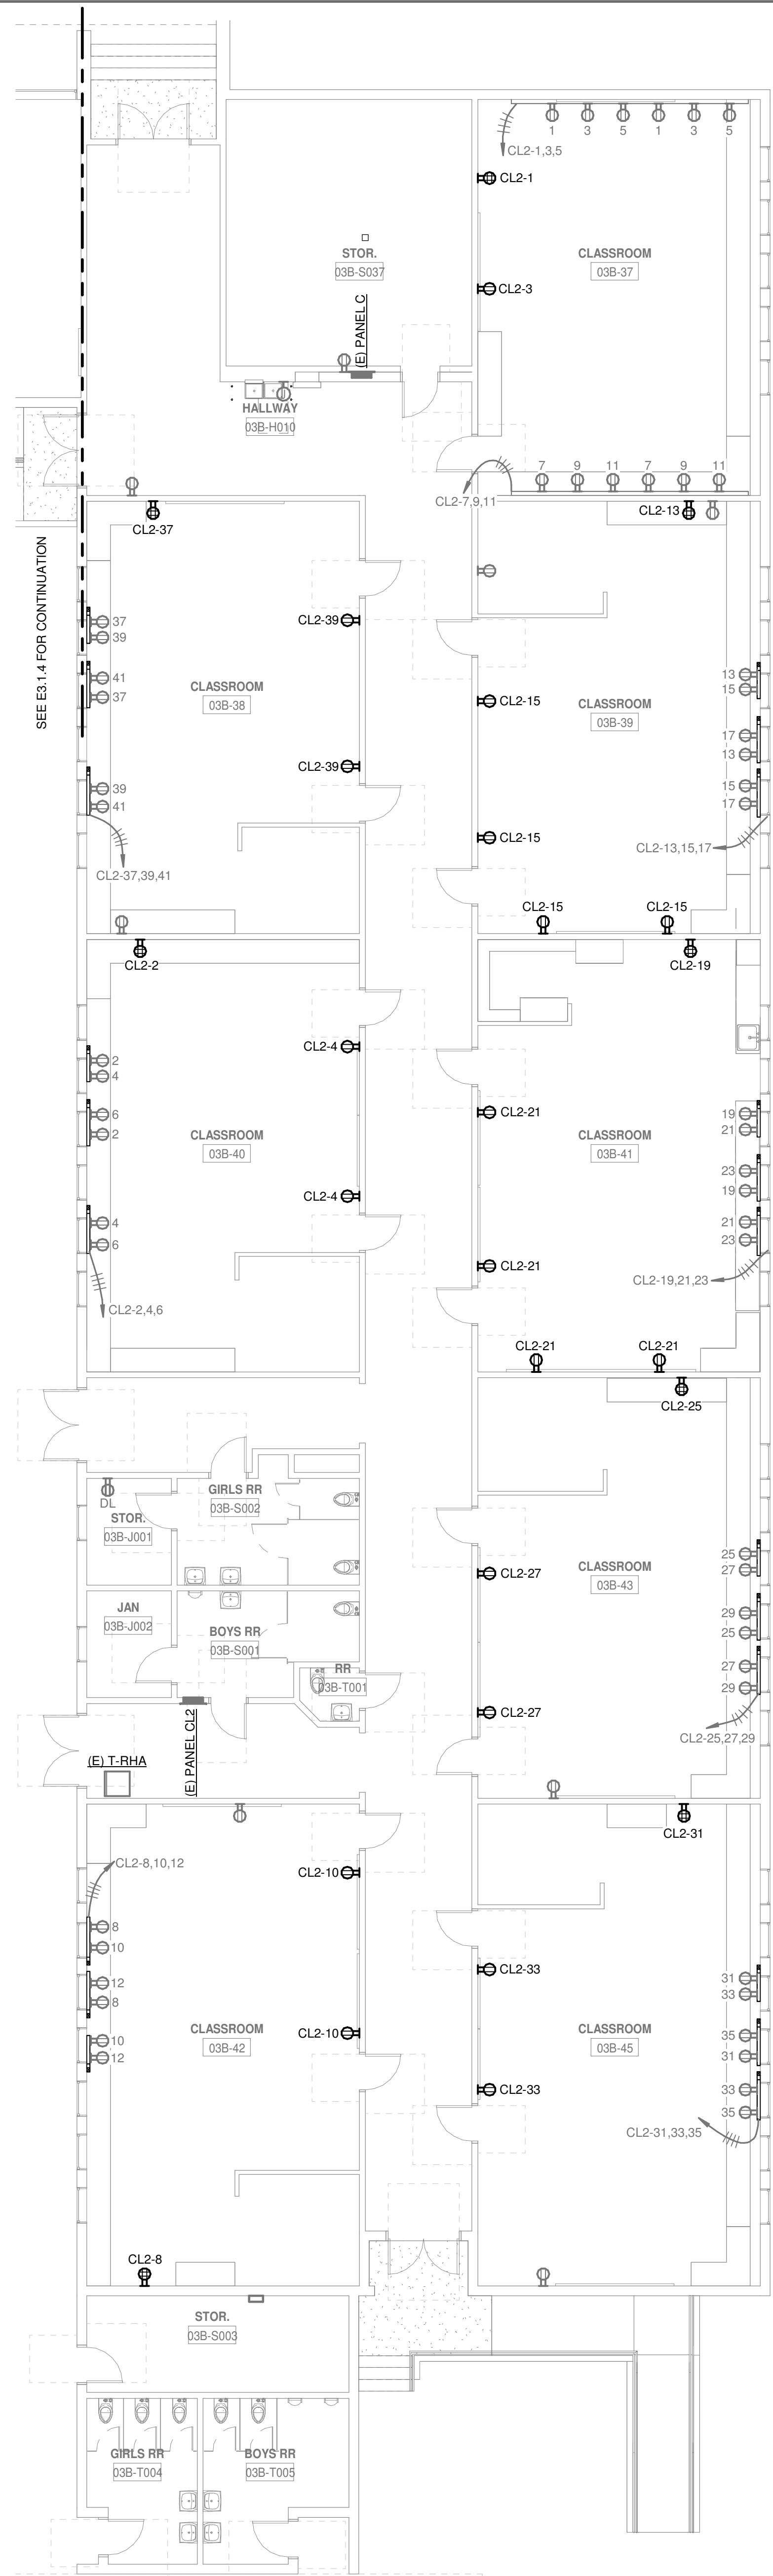 1 3 5 1 3 5
CL2-1,3,5
CL2-1
STOR.
03B-S037
CLASSROOM
03B-37
CL2-3
(E) PANEL C
HALLWAY
03B-H010
7 9 11 7 9 11
CL2-7,9,11
CL2-37
CL2-13
SEE E3.1.4 FOR CONTINUATION
37
39
CL2-39
41
37
CLASSROOM
03B-38
CL2-39
39
41
CL2-37,39,41
13
15
CL2-15
CLASSROOM
03B-39
17
13
15
17
CL2-15
CL2-13,15,17
CL2-15
CL2-15
CL2-2
CL2-19
2
4
CL2-4
6
2
CLASSROOM
03B-40
CL2-4
4
6
CL2-2,4,6
CL2-21
19
21
CLASSROOM
03B-41
23
19
21
23
CL2-21
CL2-19,21,23
CL2-21
CL2-21
CL2-25
DL
STOR.
03B-J001
GIRLS RR
03B-S002
JAN
03B-J002
BOYS RR
03B-S001
RR
03B-T001
25
27
CL2-27
CLASSROOM
03B-43
29
25
27
29
CL2-27
CL2-25,27,29
(E) T-RHA
(E) PANEL CL2
CL2-31
CL2-8,10,12
CL2-10
8
10
12
8
CLASSROOM
03B-42
CL2-10
10
12
CL2-33
31
33
CLASSROOM
03B-45
35
31
CL2-33
33
35
CL2-31,33,35
CL2-8
STOR.
03B-S003
GIRLS RR
03B-T004
BOYS RR
03B-T005